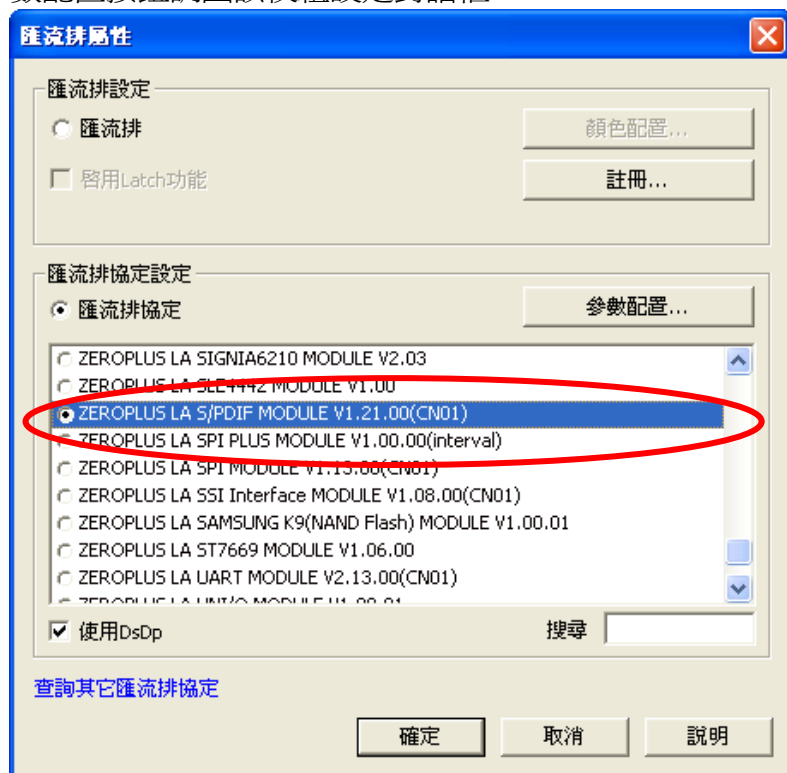 匯流排屬性
匯流排設定
匯流排
顏色配置...
啓用Latch功能
註冊...
匯流排協定設定
匯流排協定
參數配置...
ZEROPLUS LA SIGNIA6210 MODULE V2.03
ZEROPLUS LA SLE4442 MODULE V1.00
ZEROPLUS LA S/PDIF MODULE V1.21.00(CN01)
ZEROPLUS LA SPI PLUS MODULE V1.00.00(interval)
ZEROPLUS LA SPI MODULE V1.13.00(CN01)
ZEROPLUS LA SSI Interface MODULE V1.08.00(CN01)
ZEROPLUS LA SAMSUNG K9(NAND Flash) MODULE V1.00.01
ZEROPLUS LA ST7669 MODULE V1.06.00
ZEROPLUS LA UART MODULE V2.13.00(CN01)
ZEROPLUS LA UNI/O MODULE V1.00.01
使用DsDp
搜尋
查詢其它匯流排協定
確定
取消
說明